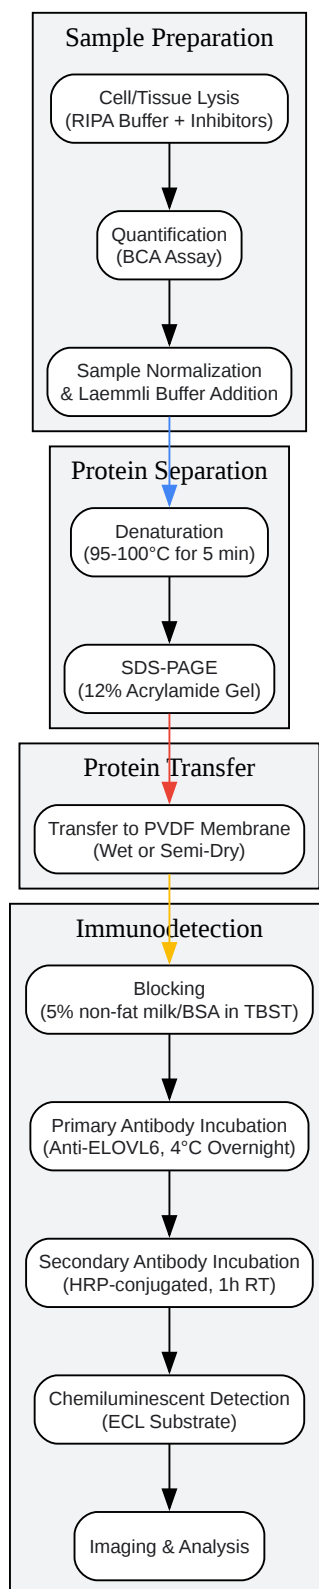 Sample Preparation
Cell/Tissue Lysis
(RIPA Buffer + Inhibitors)
Quantification
(BCA Assay)
Sample Normalization
& Laemmli Buffer Addition
Protein Separation
Denaturation
(95-100°C for 5 min)
SDS-PAGE
(12% Acrylamide Gel)
Protein Transfer
Transfer to PVDF Membrane
(Wet or Semi-Dry)
Immunodetection
Blocking
(5% non-fat milk/BSA in TBST)
Primary Antibody Incubation
(Anti-ELOVL6, 4°C Overnight)
Secondary Antibody Incubation
(HRP-conjugated, 1h RT)
Chemiluminescent Detection
(ECL Substrate)
Imaging & Analysis